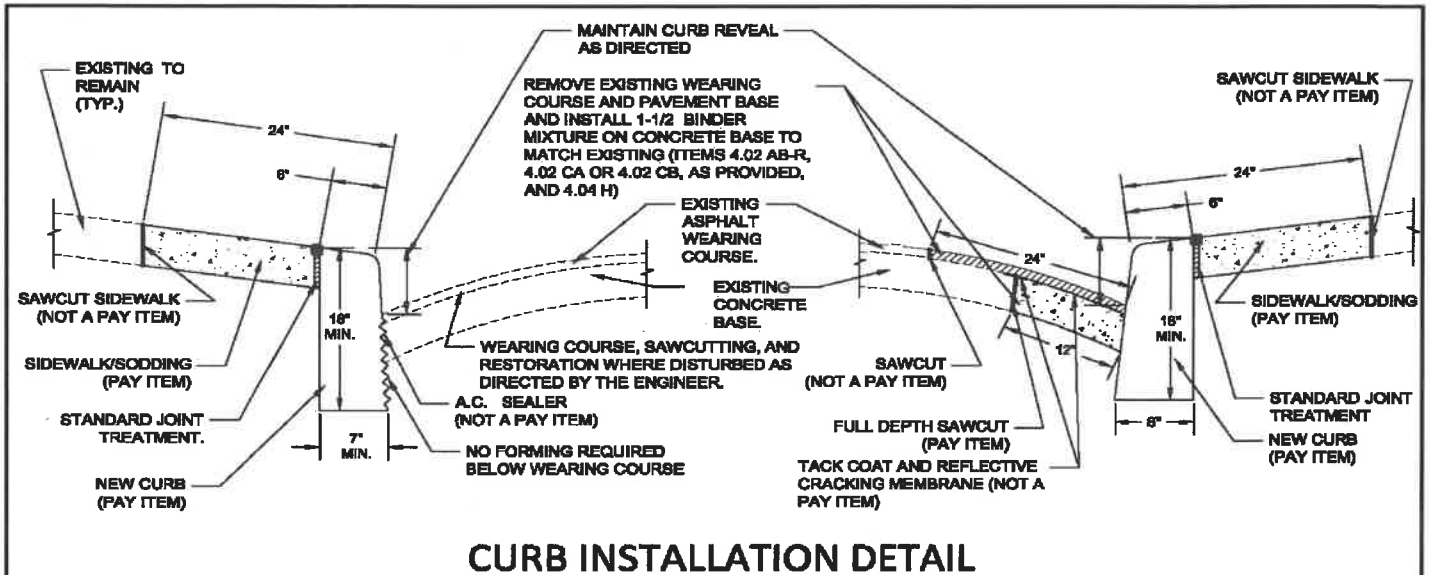 MAINTAIN CURB REVEAL
AS DIRECTED
EXISTING TO
REMAIN
(TYP.)
REMOVE EXISTING WEARING
COURSE AND PAVEMENT BASE
AND INSTALL 1-1/2 BINDER
MIXTURE ON CONCRETE BASE TO
MATCH EXISTING (ITEMS 4.02 AB-R,
4.02 CA OR 4.02 CB, AS PROVIDED,
AND 4.04 H)
SAWCUT SIDEWALK
(NOT A PAY ITEM)
24"
6"
24"
6"
EXISTING
ASPHALT
WEARING
COURSE.
EXISTING
CONCRETE
BASE.
24"
12"
SAWCUT SIDEWALK
(NOT A PAY ITEM)
18"
MIN.
18"
MIN.
SIDEWALK/SODDING
(PAY ITEM)
WEARING COURSE, SAWCUTTING, AND
RESTORATION WHERE DISTURBED AS
DIRECTED BY THE ENGINEER.
SAWCUT
(NOT A PAY ITEM)
SIDEWALK/SODDING
(PAY ITEM)
A.C. SEALER
(NOT A PAY ITEM)
STANDARD JOINT
TREATMENT.
FULL DEPTH SAWCUT
(PAY ITEM)
STANDARD JOINT
TREATMENT
7"
MIN.
8"
NO FORMING REQUIRED
BELOW WEARING COURSE
TACK COAT AND REFLECTIVE
CRACKING MEMBRANE (NOT A
PAY ITEM)
NEW CURB
(PAY ITEM)
NEW CURB
(PAY ITEM)
CURB INSTALLATION DETAIL